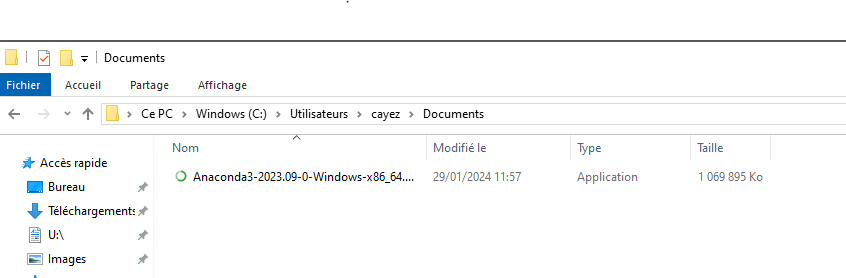 Documents
Fichier Accueil Partage Affichage
Ce PC Windows (C:) Utilisateurs cayez Documents
Nom Modifié le Type Taille
Accès rapide
Anaconda3-2023.09-0-Windows-x86_64.... 29/01/2024 11:57 Application 1 069 895 Ko
Bureau
Téléchargements
U:\
Images